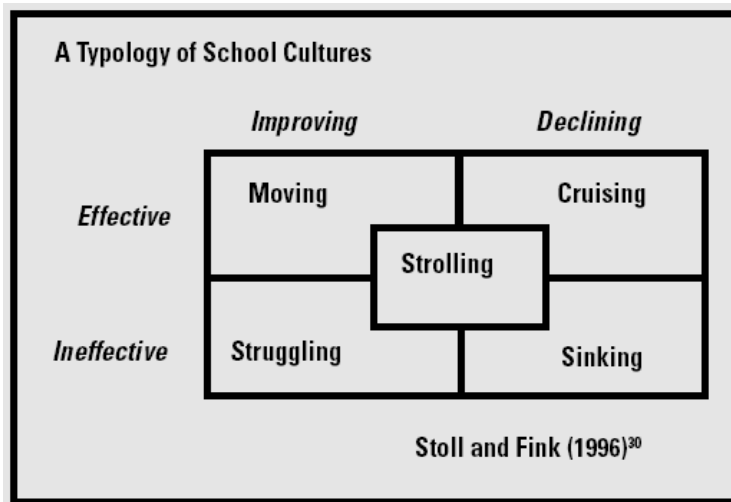 A Typology of School Cultures
Improving Declining
Moving Cruising
Effective
Strolling
Ineffective Struggling Sinking
Stoll and Fink (1996)³⁰